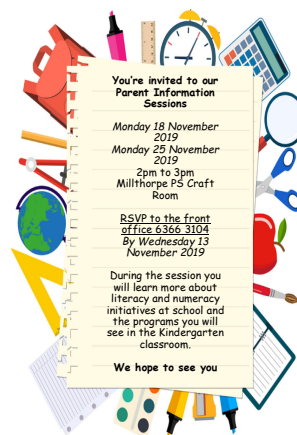 You're invited to our
Parent Information
Sessions
Monday 18 November
2019
Monday 25 November
2019
2pm to 3pm
Millthorpe PS Craft
Room
RSVP to the front
office 6366 3104
By Wednesday 13
November 2019
During the session you
will learn more about
literacy and numeracy
initiatives at school and
the programs you will
see in the Kindergarten
classroom.
We hope to see you